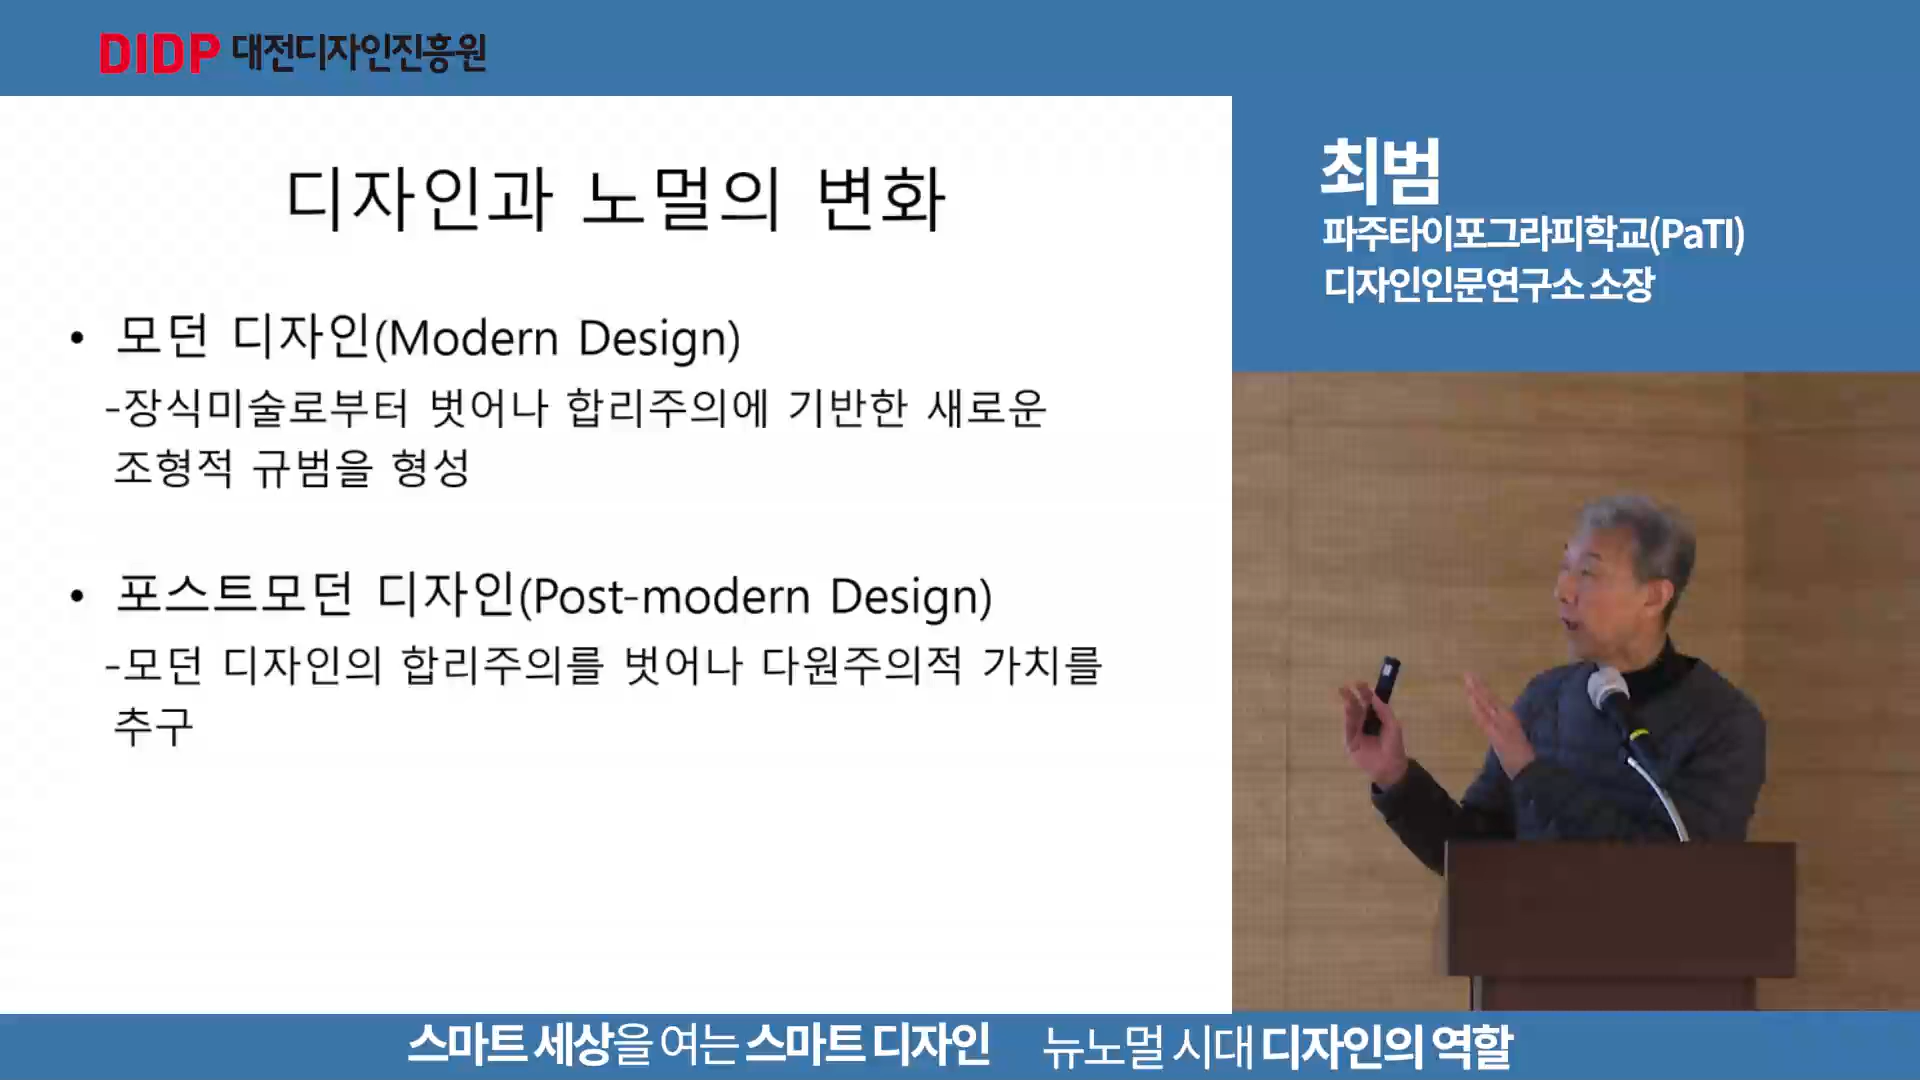 DIDP 대전디자인진흥원
디자인과 노멀의 변화
• 모던 디자인(Modern Design)
-장식미술로부터 벗어나 합리주의에 기반한 새로운
조형적 규범을 형성
• 포스트모던 디자인(Post-modern Design)
-모던 디자인의 합리주의를 벗어나 다원주의적 가치를
추구
최범
파주타이포그라피학교(PaTI)
디자인인문연구소 소장
스마트 세상을 여는 스마트 디자인 뉴노멀 시대 디자인의 역할